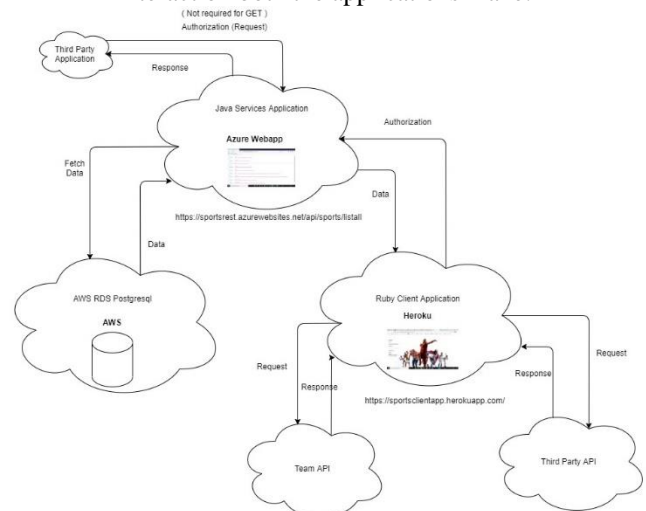 ( Not required for GET )
Authorization (Request)
Third Party
Application
Response
Java Services Application
Authorization
Azure Webapp
Fetch
Data
Data
https://sportsrest.azurewebsites.net/api/sports/listall
Data
AWS RDS Postgresql
AWS
Ruby Client Application
Heroku
Request
Response
Response
Request
https://sportsclientapp.herokuapp.com/
Team API
Third Party API